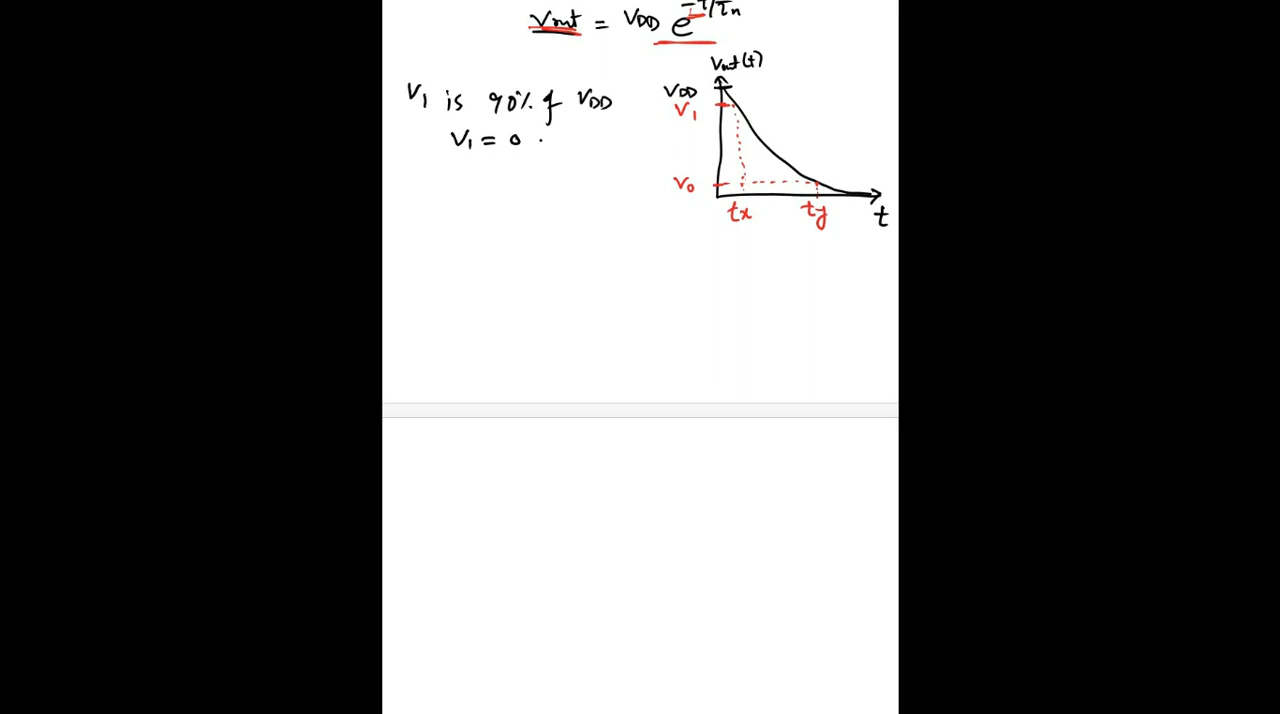 Vout = VDD e^-t/τn
Vout(t)
V1 is 90% of VDD
VDD
V1
V1 = 0.
V0
tx
ty
t